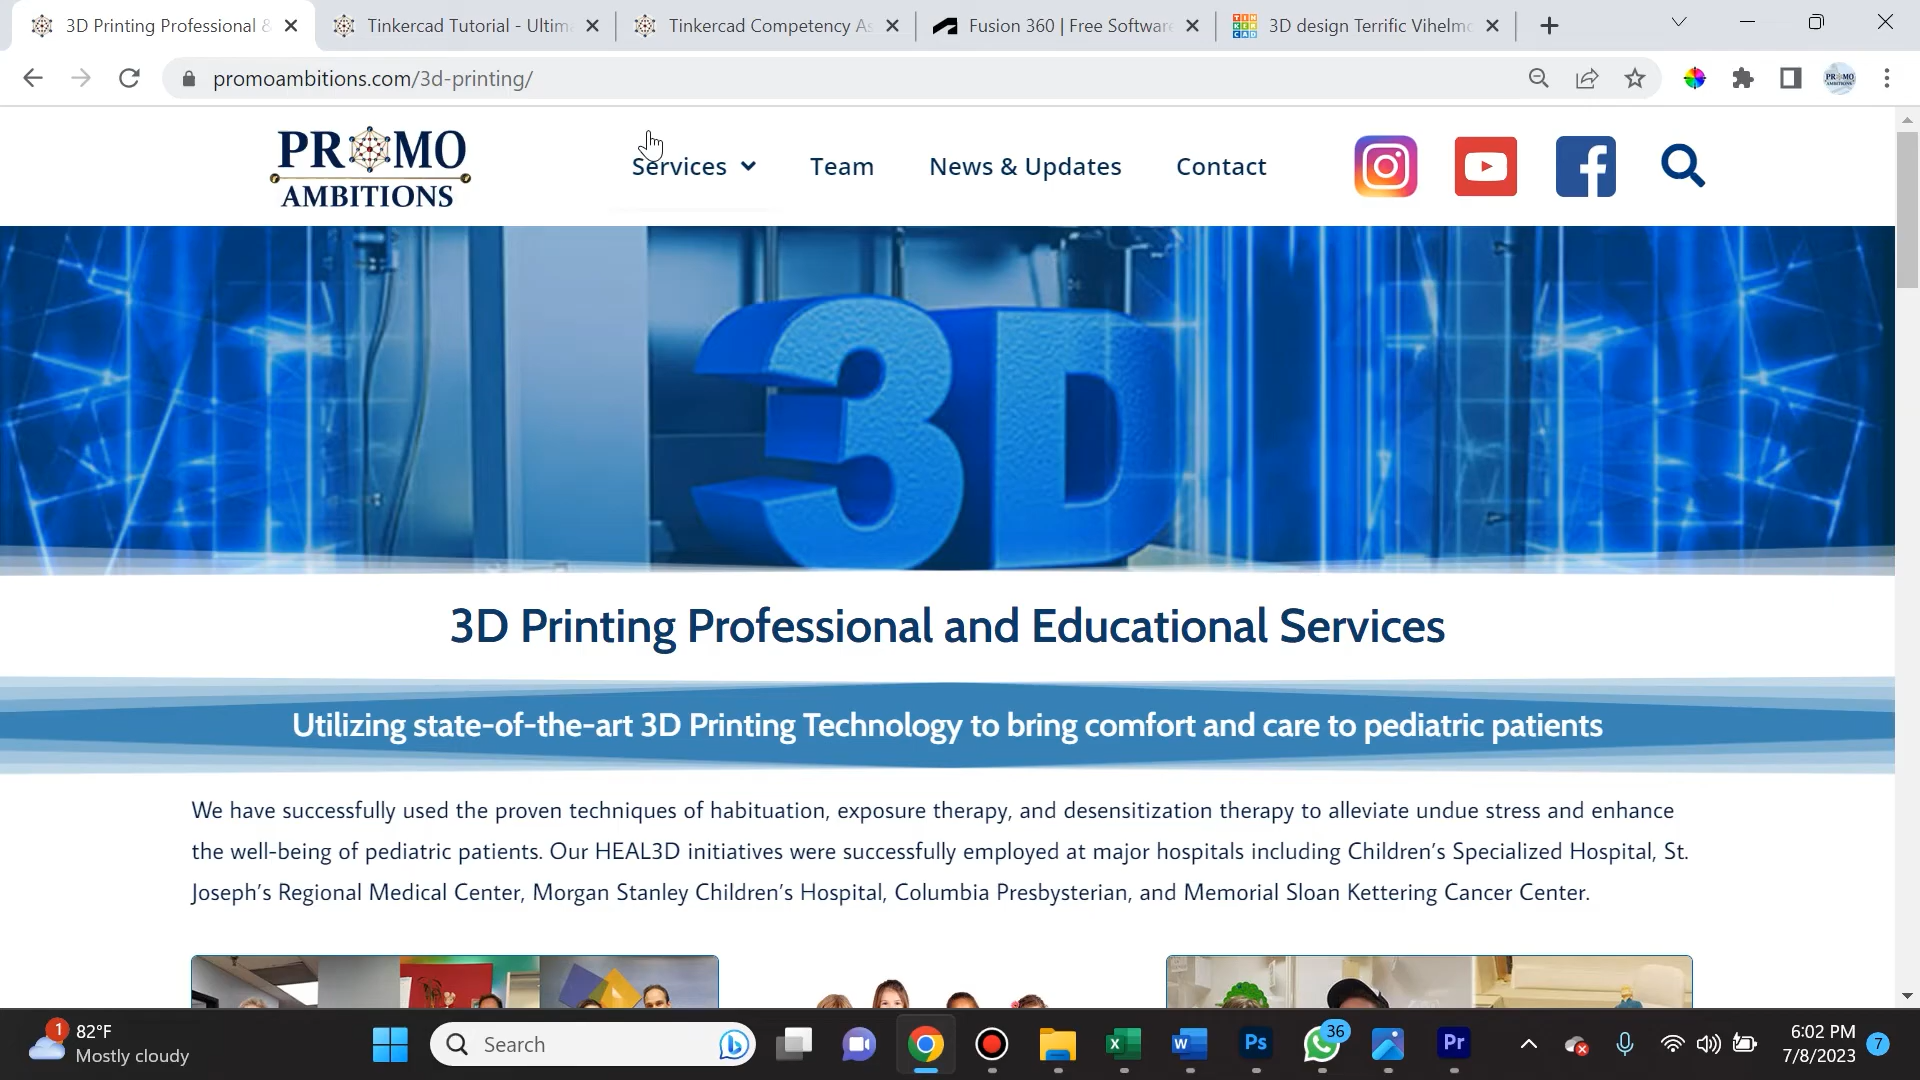 3D Printing Professional &
Tinkercad Tutorial - Ultim
Tinkercad Competency As
Fusion 360 | Free Software
3D design Terrific Vihelmo
promoambitions.com/3d-printing/
PROMO
AMBITIONS
Services
Team
News & Updates
Contact
3D
3D Printing Professional and Educational Services
Utilizing state-of-the-art 3D Printing Technology to bring comfort and care to pediatric patients
We have successfully used the proven techniques of habituation, exposure therapy, and desensitization therapy to alleviate undue stress and enhance
the well-being of pediatric patients. Our HEAL3D initiatives were successfully employed at major hospitals including Children's Specialized Hospital, St.
Joseph's Regional Medical Center, Morgan Stanley Children's Hospital, Columbia Presbyterian, and Memorial Sloan Kettering Cancer Center.
1
82°F
Mostly cloudy
Search
36
6:02 PM
7/8/2023
7